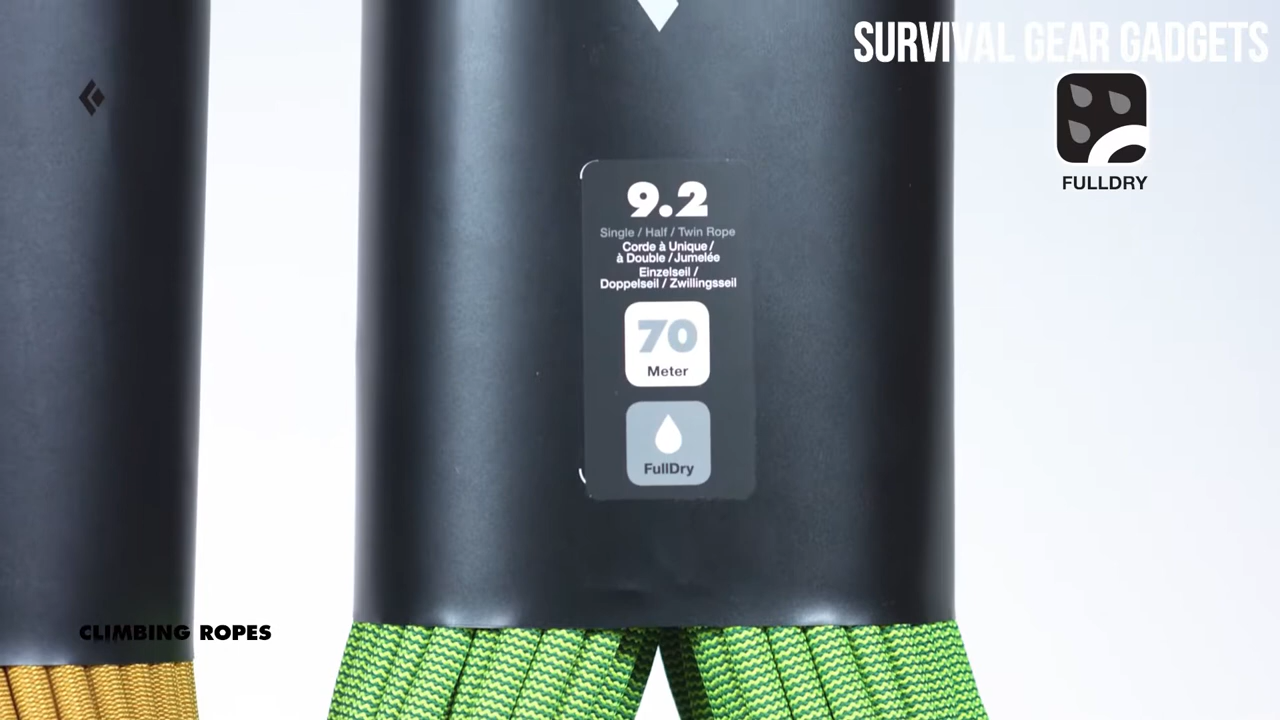 SURVIVAL GEAR GADGETS
FULLDRY
9.2
Single / Half / Twin Rope
Corde à Unique /
à Double / Jumelée
Einzelseil /
Doppelseil / Zwillingsseil
70
Meter
FullDry
CLIMBING ROPES